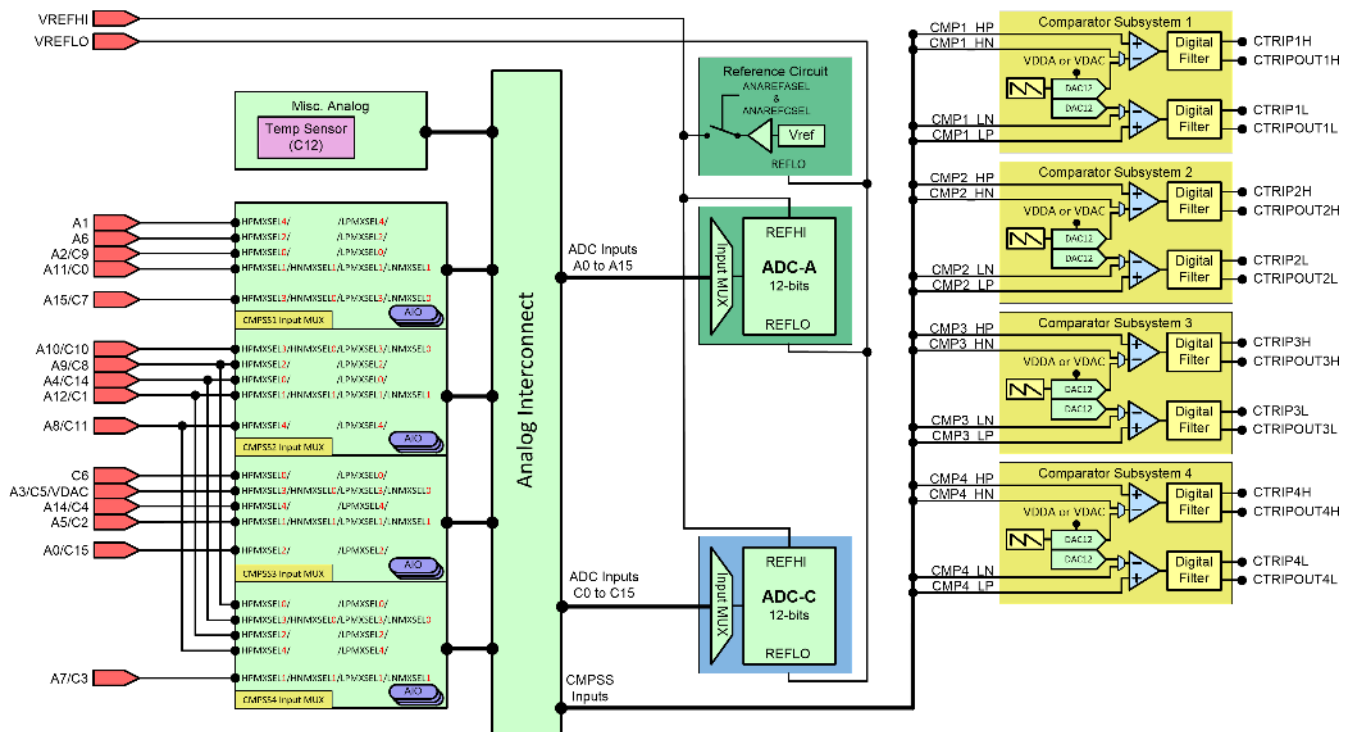 VREFHI
VREFLO
Misc. Analog
Temp Sensor
(C12)
A1
A6
A2/C9
A11/C0
A15/C7
A10/C10
A9/C8
A4/C14
A12/C1
A8/C11
C6
A3/C5/VDAC
A14/C4
A5/C2
A0/C15
A7/C3
HPMXSEL4/ /LPMXSEL4/
HPMXSEL2/ /LPMXSEL2/
HPMXSEL0/ /LPMXSEL0/
HPMXSEL1/HNMXSEL1/LPMXSEL1/LNMXSEL1
HPMXSEL3/HNMXSEL0/LPMXSEL3/LNMXSEL0
AIO
CMPSS1 Input MUX
HPMXSEL3/HNMXSEL0/LPMXSEL3/LNMXSEL0
HPMXSEL2/ /LPMXSEL2/
HPMXSEL0/ /LPMXSEL0/
HPMXSEL1/HNMXSEL1/LPMXSEL1/LNMXSEL1
HPMXSEL4/ /LPMXSEL4/
AIO
CMPSS2 Input MUX
HPMXSEL0/ /LPMXSEL0/
HPMXSEL3/HNMXSEL0/LPMXSEL3/LNMXSEL0
HPMXSEL4/ /LPMXSEL4/
HPMXSEL1/HNMXSEL1/LPMXSEL1/LNMXSEL1
HPMXSEL2/ /LPMXSEL2/
AIO
CMPSS3 Input MUX
HPMXSEL0/ /LPMXSEL0/
HPMXSEL3/HNMXSEL0/LPMXSEL3/LNMXSEL0
HPMXSEL2/ /LPMXSEL2/
HPMXSEL4/ /LPMXSEL4/
HPMXSEL1/HNMXSEL1/LPMXSEL1/LNMXSEL1
AIO
CMPSS4 Input MUX
Analog Interconnect
ADC Inputs
A0 to A15
ADC Inputs
C0 to C15
CMPSS
Inputs
Reference Circuit
ANAREFASEL
&
ANAREFCSEL
Vref
REFLO
Input MUX
REFHI
ADC-A
12-bits
REFLO
Input MUX
REFHI
ADC-C
12-bits
REFLO
CMP1_HP
CMP1_HN
CMP1_LN
CMP1_LP
Comparator Subsystem 1
VDDA or VDAC
DAC12
DAC12
Digital
Filter
Digital
Filter
CTRIP1H
CTRIPOUT1H
CTRIP1L
CTRIPOUT1L
CMP2_HP
CMP2_HN
CMP2_LN
CMP2_LP
Comparator Subsystem 2
VDDA or VDAC
DAC12
DAC12
Digital
Filter
Digital
Filter
CTRIP2H
CTRIPOUT2H
CTRIP2L
CTRIPOUT2L
CMP3_HP
CMP3_HN
CMP3_LN
CMP3_LP
Comparator Subsystem 3
VDDA or VDAC
DAC12
DAC12
Digital
Filter
Digital
Filter
CTRIP3H
CTRIPOUT3H
CTRIP3L
CTRIPOUT3L
CMP4_HP
CMP4_HN
CMP4_LN
CMP4_LP
Comparator Subsystem 4
VDDA or VDAC
DAC12
DAC12
Digital
Filter
Digital
Filter
CTRIP4H
CTRIPOUT4H
CTRIP4L
CTRIPOUT4L